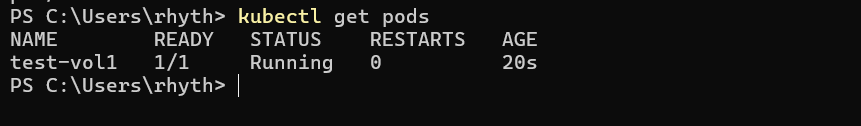 PS C:\Users\rhyth> kubectl get pods
NAME        READY   STATUS    RESTARTS   AGE
test-vol1   1/1     Running   0          20s
PS C:\Users\rhyth>